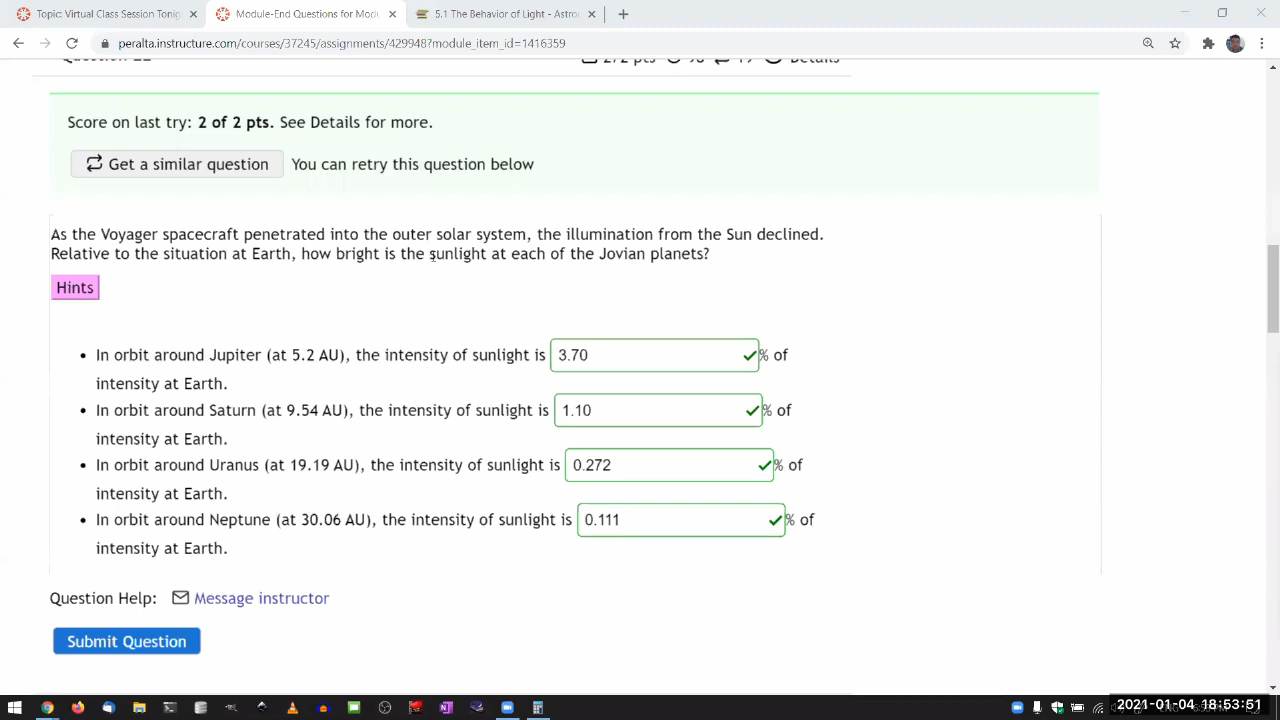 Topic Virtual Class Session Tonig
Module-End Questions for Modu
5.1 The Behavior of Light - Astro
peralta.instructure.com/courses/37245/assignments/429948?module_item_id=1416359
Details
Score on last try: 2 of 2 pts. See Details for more.
Get a similar question You can retry this question below
As the Voyager spacecraft penetrated into the outer solar system, the illumination from the Sun declined.
Relative to the situation at Earth, how bright is the sunlight at each of the Jovian planets?
Hints
• In orbit around Jupiter (at 5.2 AU), the intensity of sunlight is 3.70 % of
intensity at Earth.
• In orbit around Saturn (at 9.54 AU), the intensity of sunlight is 1.10 % of
intensity at Earth.
• In orbit around Uranus (at 19.19 AU), the intensity of sunlight is 0.272 % of
intensity at Earth.
• In orbit around Neptune (at 30.06 AU), the intensity of sunlight is 0.111 % of
intensity at Earth.
Question Help: Message instructor
Submit Question
2021-01-04 18:53:51